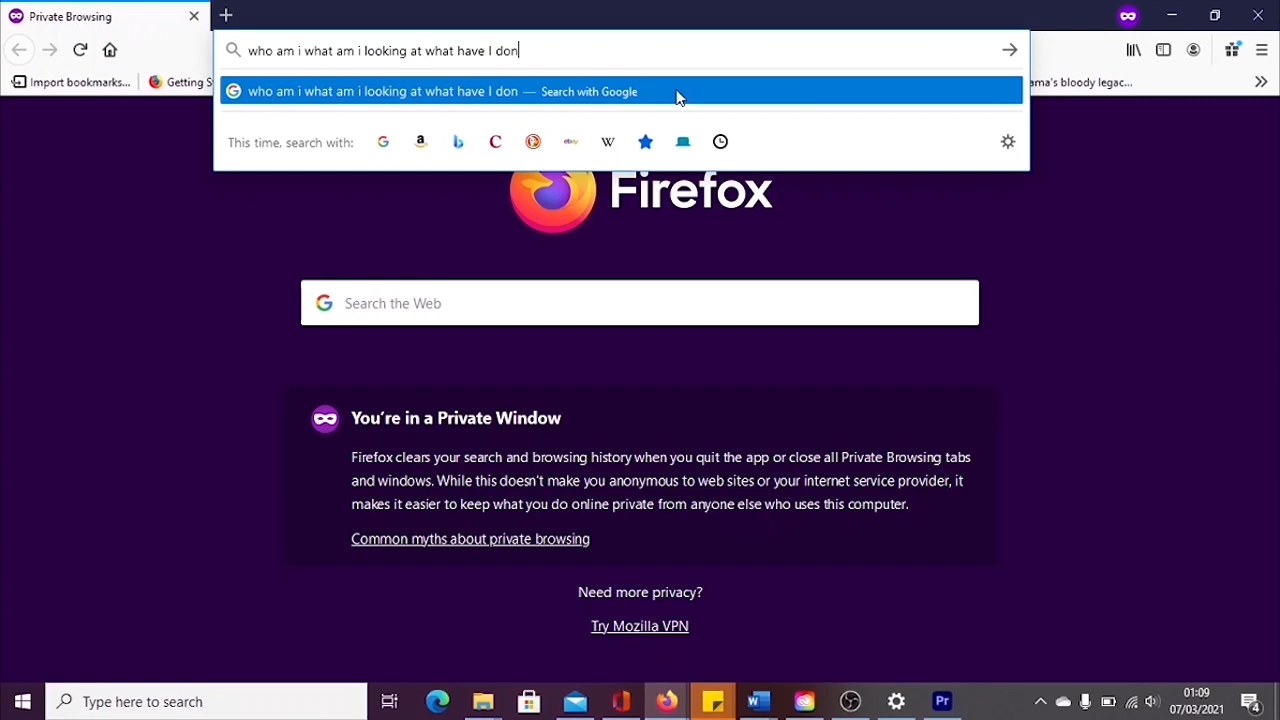 Private Browsing
who am i what am i looking at what have I don
Import bookmarks...
Getting S
ama's bloody legac...
who am i what am i looking at what have I don — Search with Google
This time, search with:
Firefox
Search the Web
You're in a Private Window
Firefox clears your search and browsing history when you quit the app or close all Private Browsing tabs
and windows. While this doesn't make you anonymous to web sites or your internet service provider, it
makes it easier to keep what you do online private from anyone else who uses this computer.
Common myths about private browsing
Need more privacy?
Try Mozilla VPN
Type here to search
01:09
07/03/2021